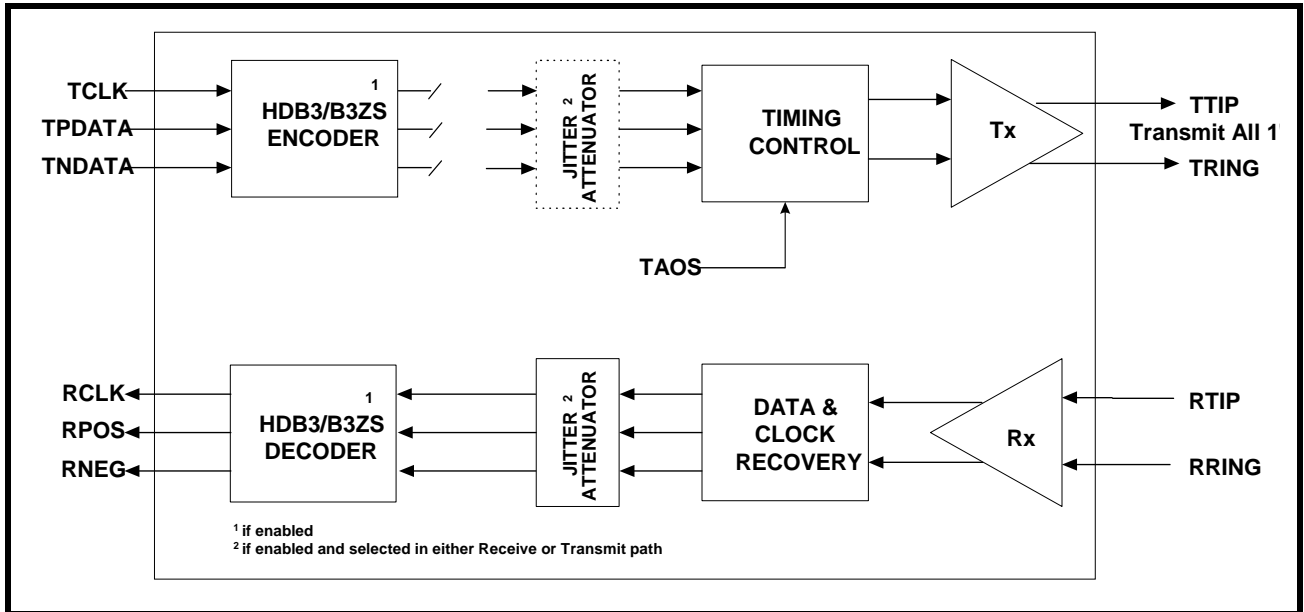 TCLK
TPDATA
TNDATA
1
HDB3/B3ZS
ENCODER
JITTER 2
ATTENUATOR
TIMING
CONTROL
Tx
TTIP
Transmit All 1'
TRING
TAOS
RCLK
RPOS
RNEG
1
HDB3/B3ZS
DECODER
JITTER 2
ATTENUATOR
DATA &
CLOCK
RECOVERY
Rx
RTIP
RRING
1 if enabled
2 if enabled and selected in either Receive or Transmit path